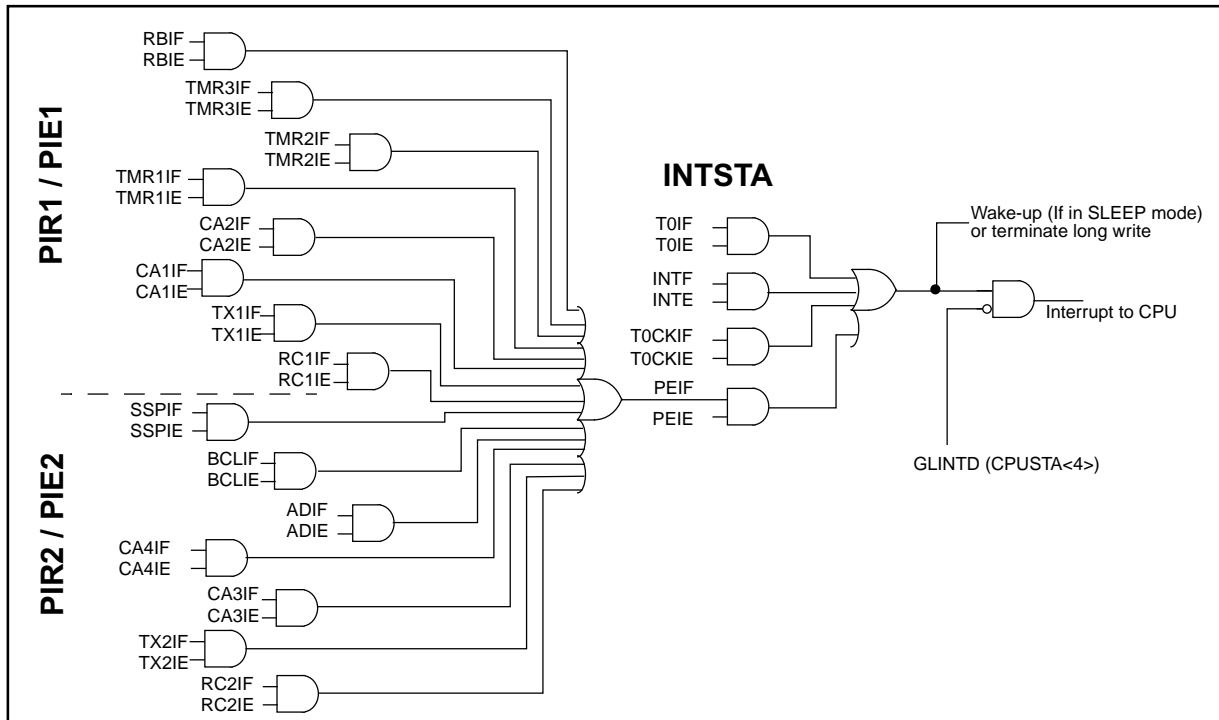 PIR1 / PIE1
RBIF
RBIE
TMR3IF
TMR3IE
TMR2IF
TMR2IE
TMR1IF
TMR1IE
CA2IF
CA2IE
CA1IF
CA1IE
TX1IF
TX1IE
RC1IF
RC1IE
PIR2 / PIE2
SSPIF
SSPIE
BCLIF
BCLIE
ADIF
ADIE
CA4IF
CA4IE
CA3IF
CA3IE
TX2IF
TX2IE
RC2IF
RC2IE
INTSTA
T0IF
T0IE
INTF
INTE
T0CKIF
T0CKIE
PEIF
PEIE
Wake-up (If in SLEEP mode)
or terminate long write
Interrupt to CPU
GLINTD (CPUSTA<4>)